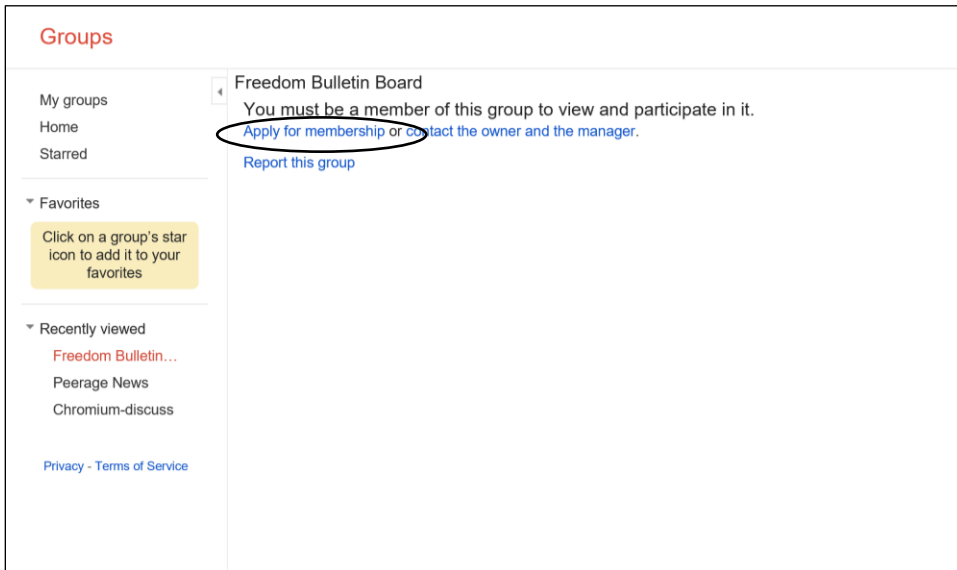 Groups
My groups
Home
Starred
Favorites
Click on a group's star
icon to add it to your
favorites
Recently viewed
Freedom Bulletin…
Peerage News
Chromium-discuss
Privacy - Terms of Service
Freedom Bulletin Board
You must be a member of this group to view and participate in it.
Apply for membership or contact the owner and the manager.
Report this group